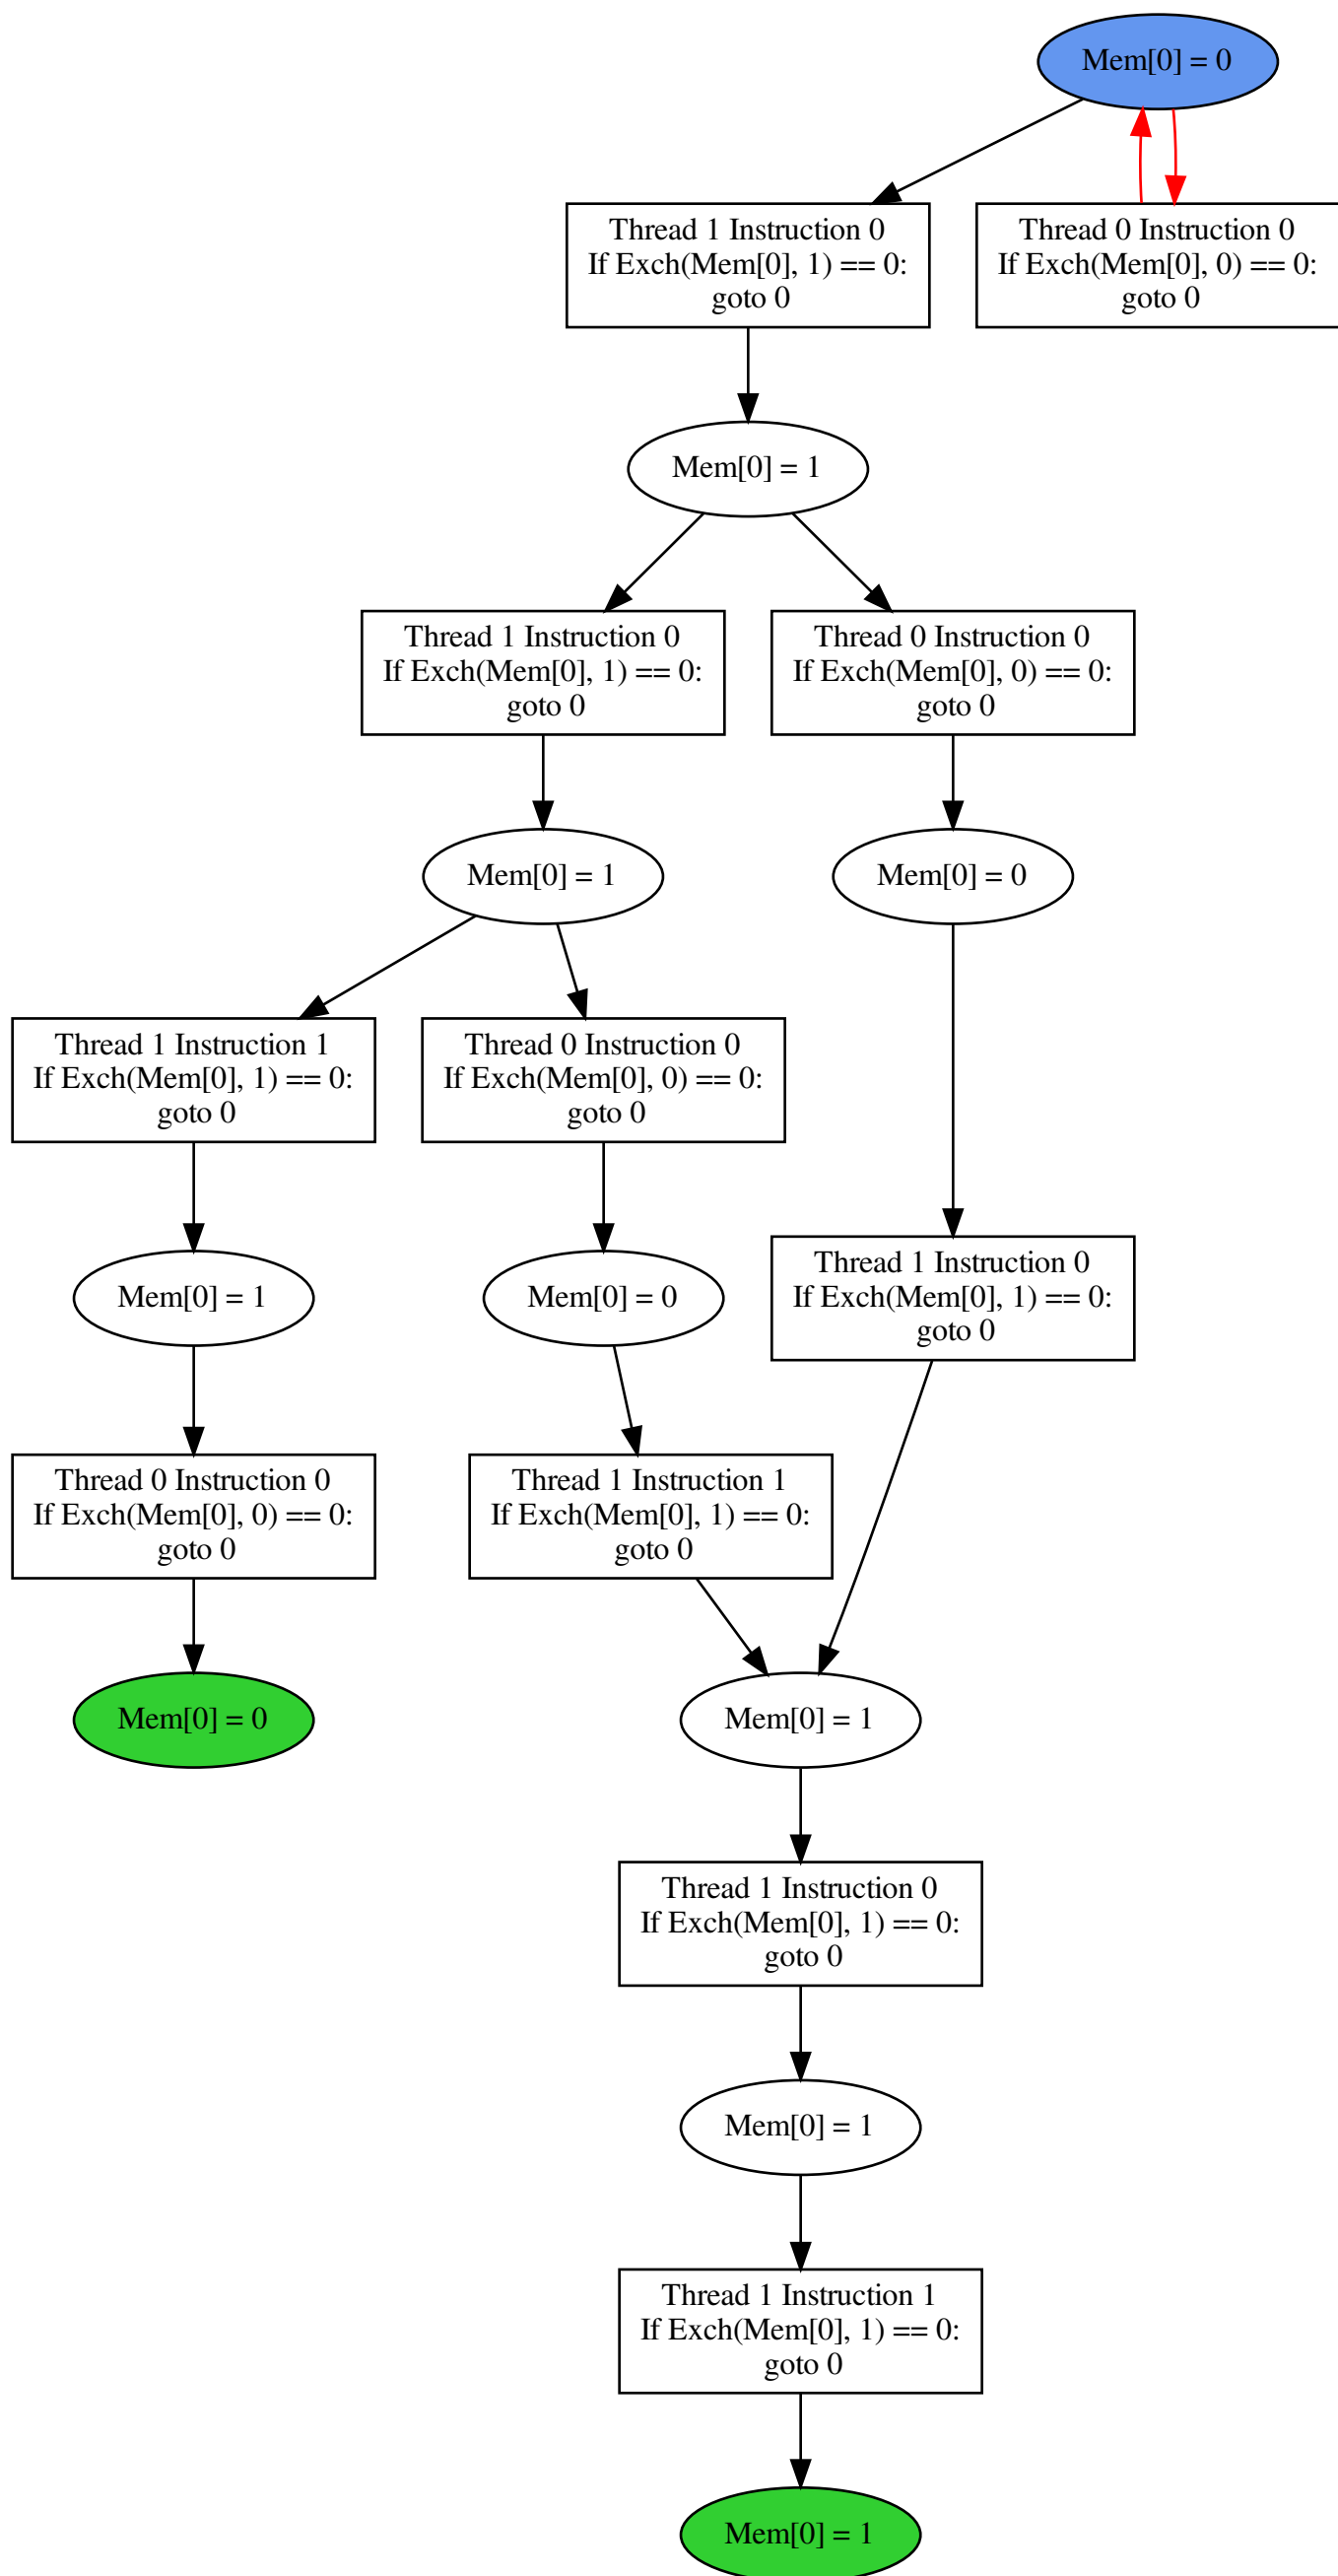 Mem[0] = 0
Thread 1 Instruction 0
If Exch(Mem[0], 1) == 0:
goto 0
Thread 0 Instruction 0
If Exch(Mem[0], 0) == 0:
goto 0
Mem[0] = 1
Thread 1 Instruction 0
If Exch(Mem[0], 1) == 0:
goto 0
Thread 0 Instruction 0
If Exch(Mem[0], 0) == 0:
goto 0
Mem[0] = 1
Mem[0] = 0
Thread 1 Instruction 1
If Exch(Mem[0], 1) == 0:
goto 0
Thread 0 Instruction 0
If Exch(Mem[0], 0) == 0:
goto 0
Mem[0] = 1
Mem[0] = 0
Thread 1 Instruction 0
If Exch(Mem[0], 1) == 0:
goto 0
Thread 0 Instruction 0
If Exch(Mem[0], 0) == 0:
goto 0
Thread 1 Instruction 1
If Exch(Mem[0], 1) == 0:
goto 0
Mem[0] = 0
Mem[0] = 1
Thread 1 Instruction 0
If Exch(Mem[0], 1) == 0:
goto 0
Mem[0] = 1
Thread 1 Instruction 1
If Exch(Mem[0], 1) == 0:
goto 0
Mem[0] = 1